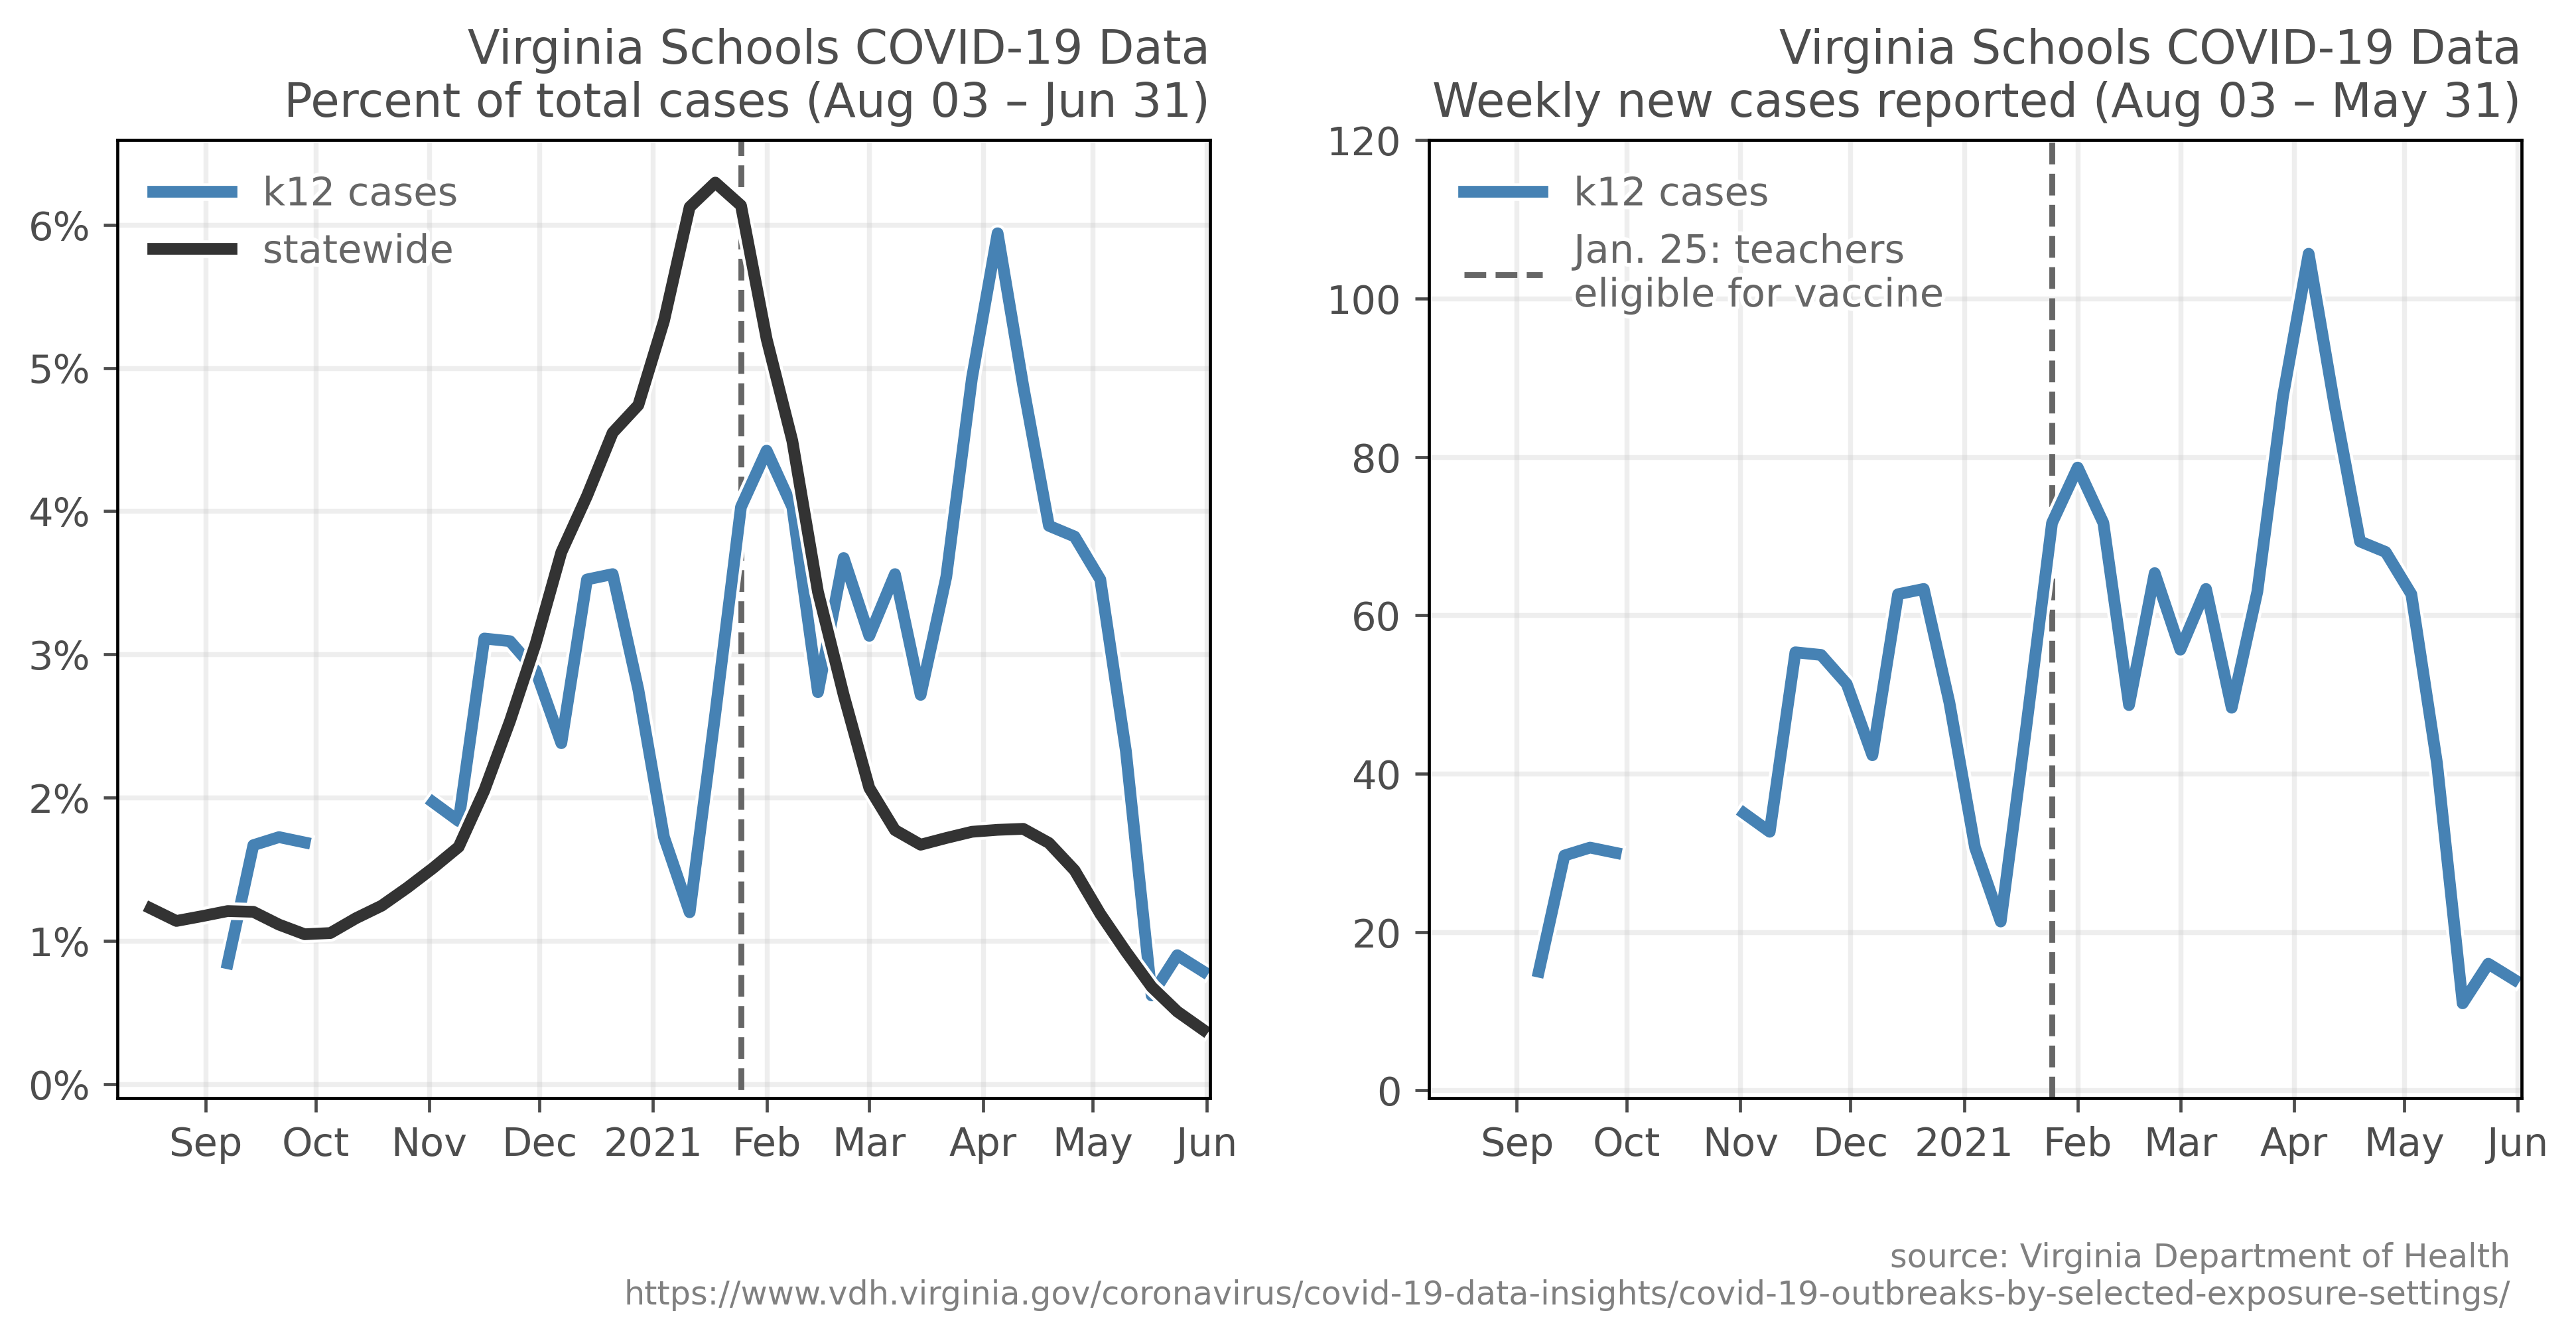 Virginia Schools COVID-19 Data
Percent of total cases (Aug 03 – Jun 31)
k12 cases
statewide
6%
5%
4%
3%
2%
1%
0%
Sep Oct Nov Dec 2021 Feb Mar Apr May Jun
Virginia Schools COVID-19 Data
Weekly new cases reported (Aug 03 – May 31)
k12 cases
Jan. 25: teachers
eligible for vaccine
120
100
80
60
40
20
0
Sep Oct Nov Dec 2021 Feb Mar Apr May Jun
source: Virginia Department of Health
https://www.vdh.virginia.gov/coronavirus/covid-19-data-insights/covid-19-outbreaks-by-selected-exposure-settings/